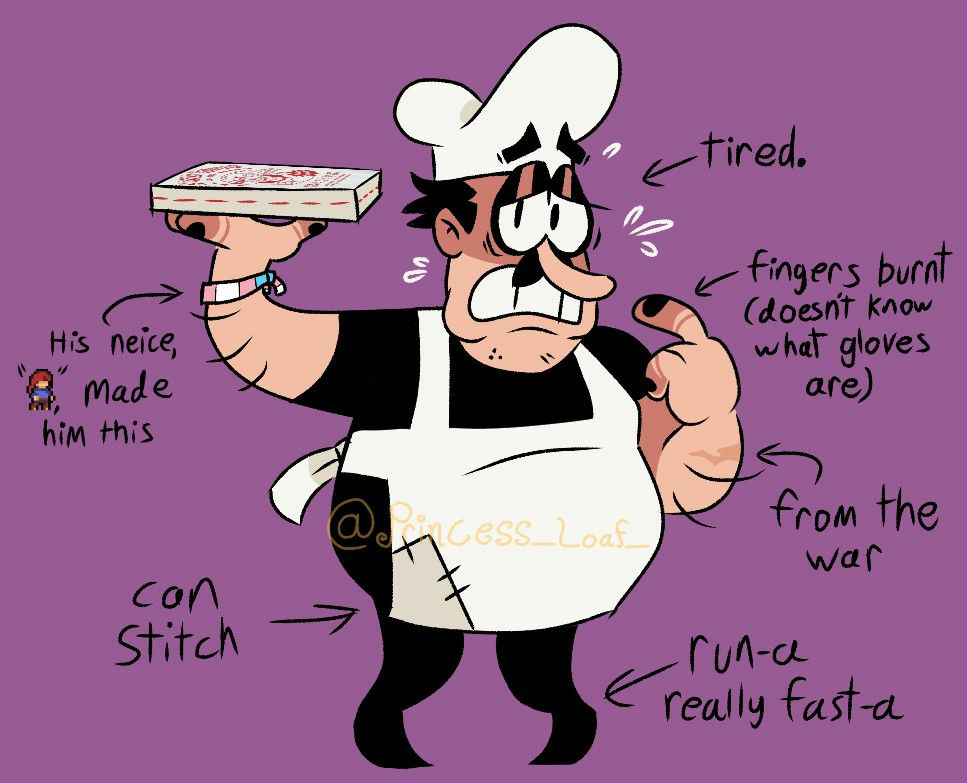 tired.
fingers burnt
(doesn't know
what gloves
are)
His neice,
, made
him this
from the
war
@Princess_Loaf_
can
stitch
run-a
really fast-a